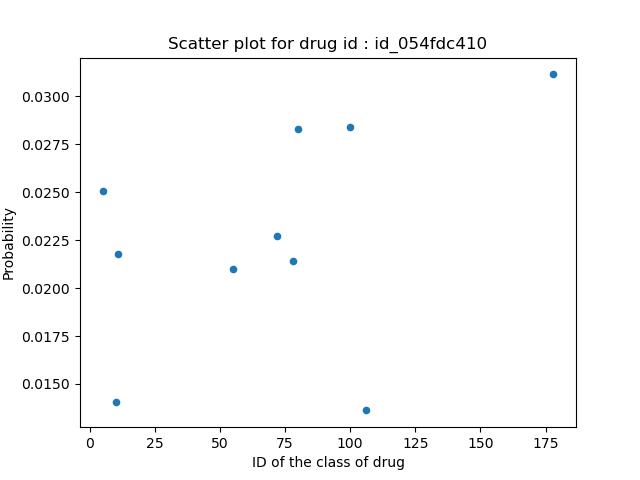 Scatter plot for drug id : id_054fdc410
0.0300
0.0275
0.0250
0.0225
0.0200
0.0175
0.0150
Probability
0 25 50 75 100 125 150 175
ID of the class of drug